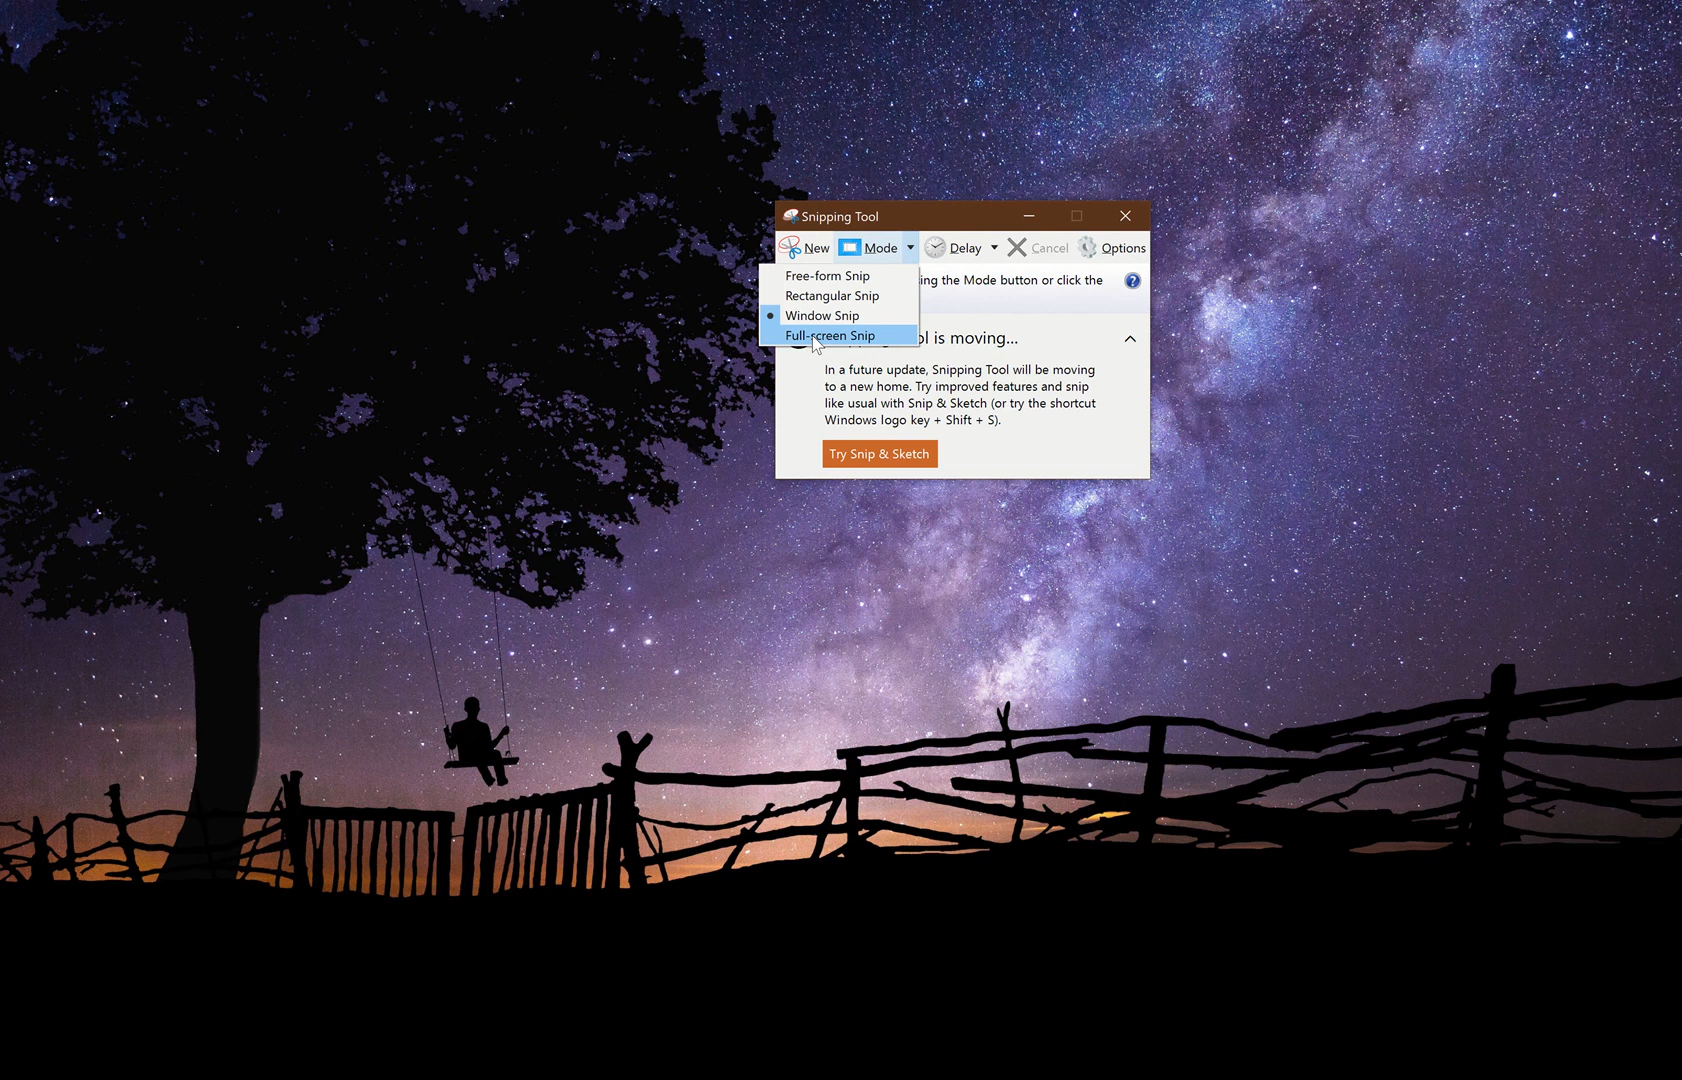 Snipping Tool
New Mode Delay Cancel Options
Free-form Snip
Rectangular Snip
Window Snip
Full-screen Snip
ing the Mode button or click the
ol is moving...
In a future update, Snipping Tool will be moving
to a new home. Try improved features and snip
like usual with Snip & Sketch (or try the shortcut
Windows logo key + Shift + S).
Try Snip & Sketch